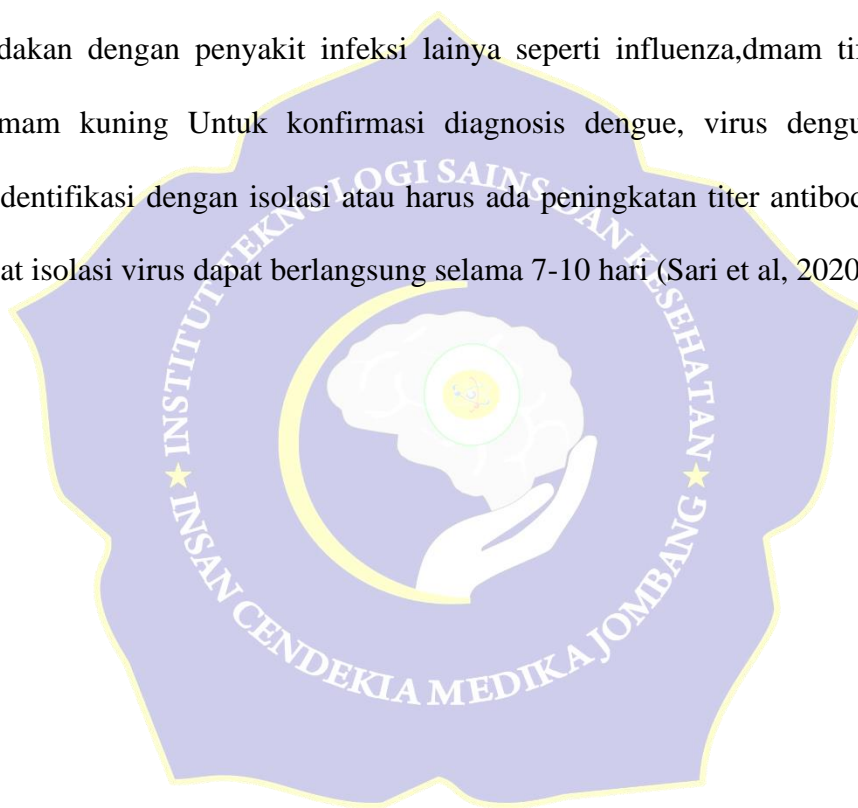 dakan dengan penyakit infeksi lainya seperti influenza,dmam ti
mam kuning Untuk konfirmasi diagnosis dengue, virus dengu
dentifikasi dengan isolasi atau harus ada peningkatan titer antibod
at isolasi virus dapat berlangsung selama 7-10 hari (Sari et al, 2020
INSTITUT TEKNOLOGI SAINS DAN KESEHATAN
INSAN CENDEKIA MEDIKA JOMBANG